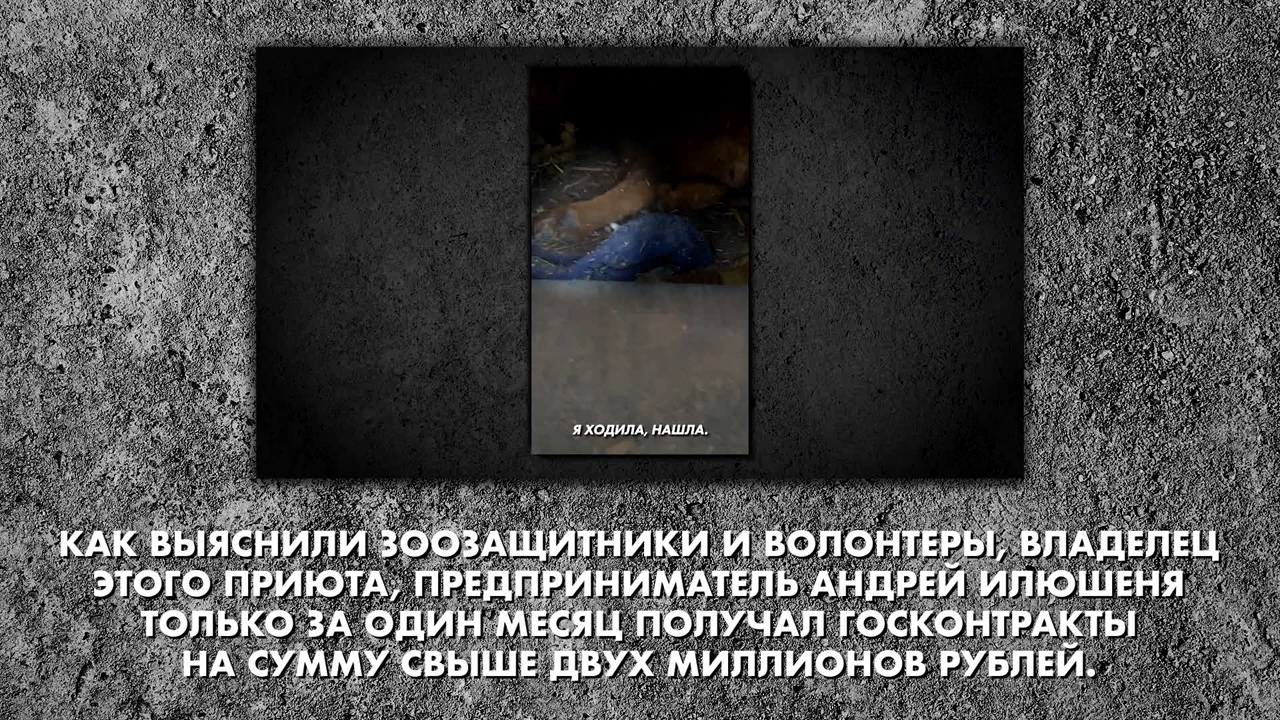 Я ХОДИЛА, НАШЛА.
КАК ВЫЯСНИЛИ ЗООЗАЩИТНИКИ И ВОЛОНТЕРЫ, ВЛАДЕЛЕЦ
ЭТОГО ПРИЮТА, ПРЕДПРИНИМАТЕЛЬ АНДРЕЙ ИЛЮШЕНЯ
ТОЛЬКО ЗА ОДИН МЕСЯЦ ПОЛУЧАЛ ГОСКОНТРАКТЫ
НА СУММУ СВЫШЕ ДВУХ МИЛЛИОНОВ РУБЛЕЙ.